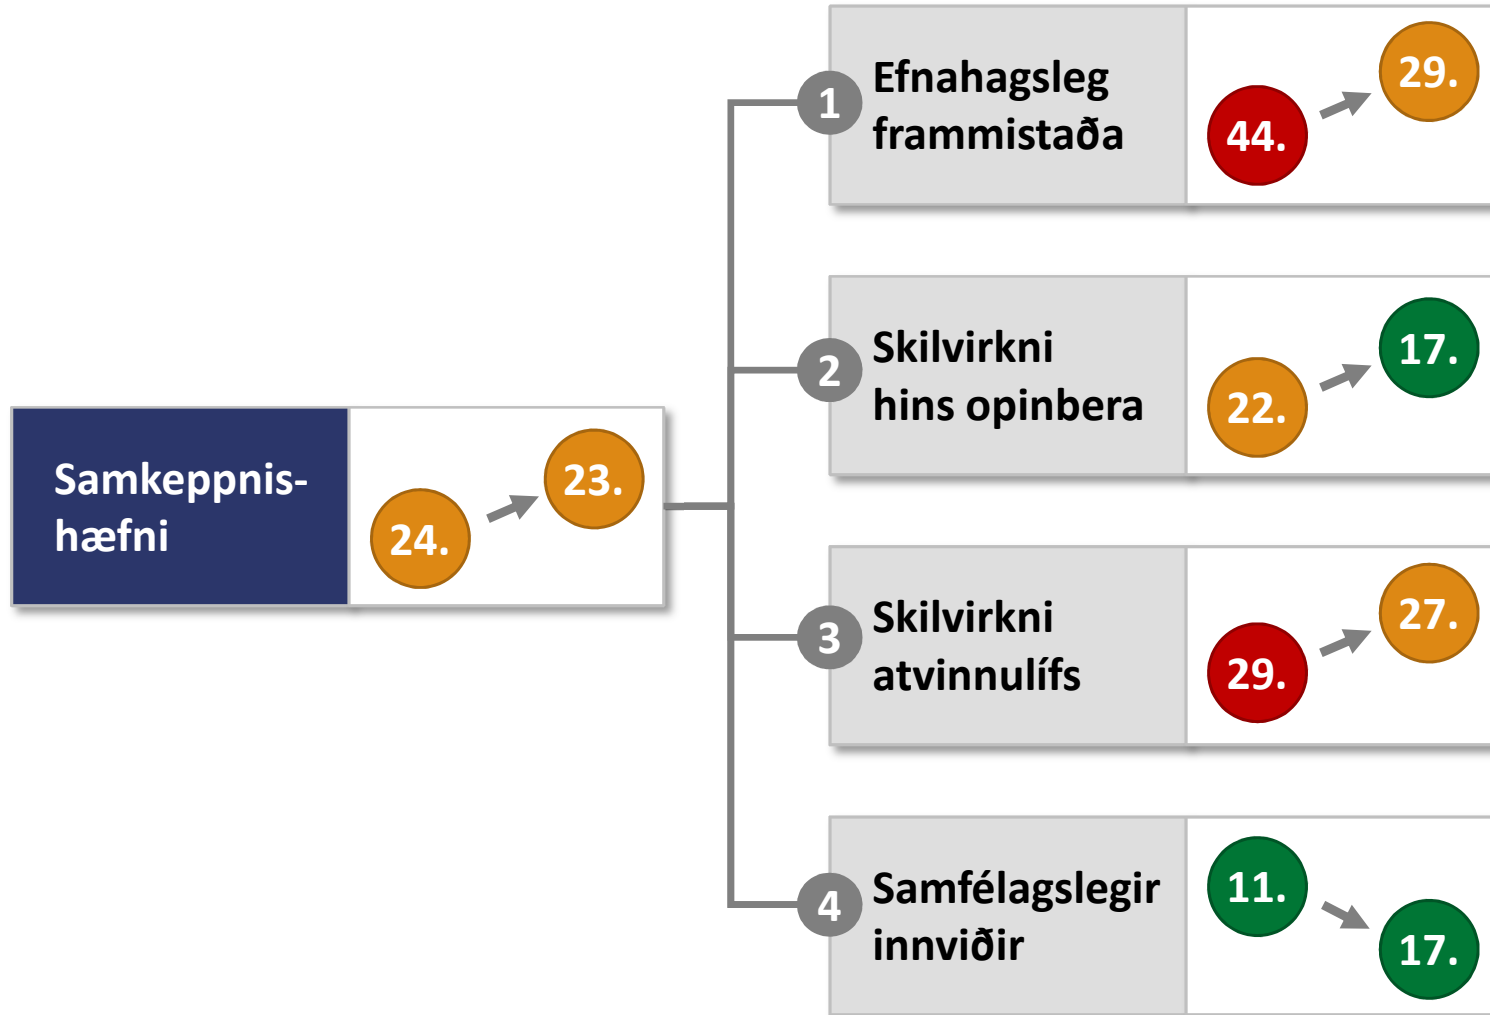 Samkeppnis-
hæfni
24.
23.
1
Efnahagsleg
frammistaða
44.
29.
2
Skilvirkni
hins opinbera
22.
17.
3
Skilvirkni
atvinnulífs
29.
27.
4
Samfélagslegir
innviðir
11.
17.